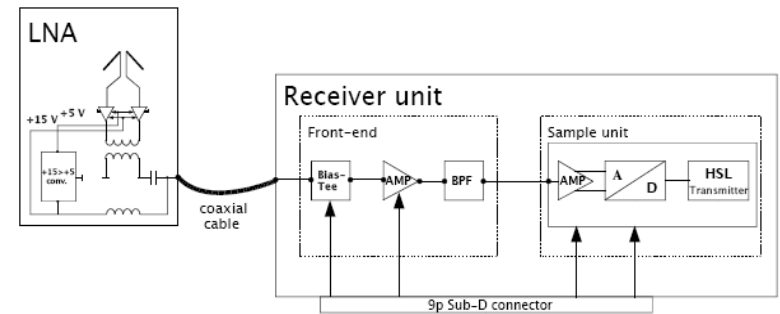 LNA
+15 V
+5 V
+15>+5
conv.
coaxial
cable
Receiver unit
Front-end
Bias-
Tee
AMP
BPF
Sample unit
AMP
A
D
HSL
Transmitter
9p Sub-D connector